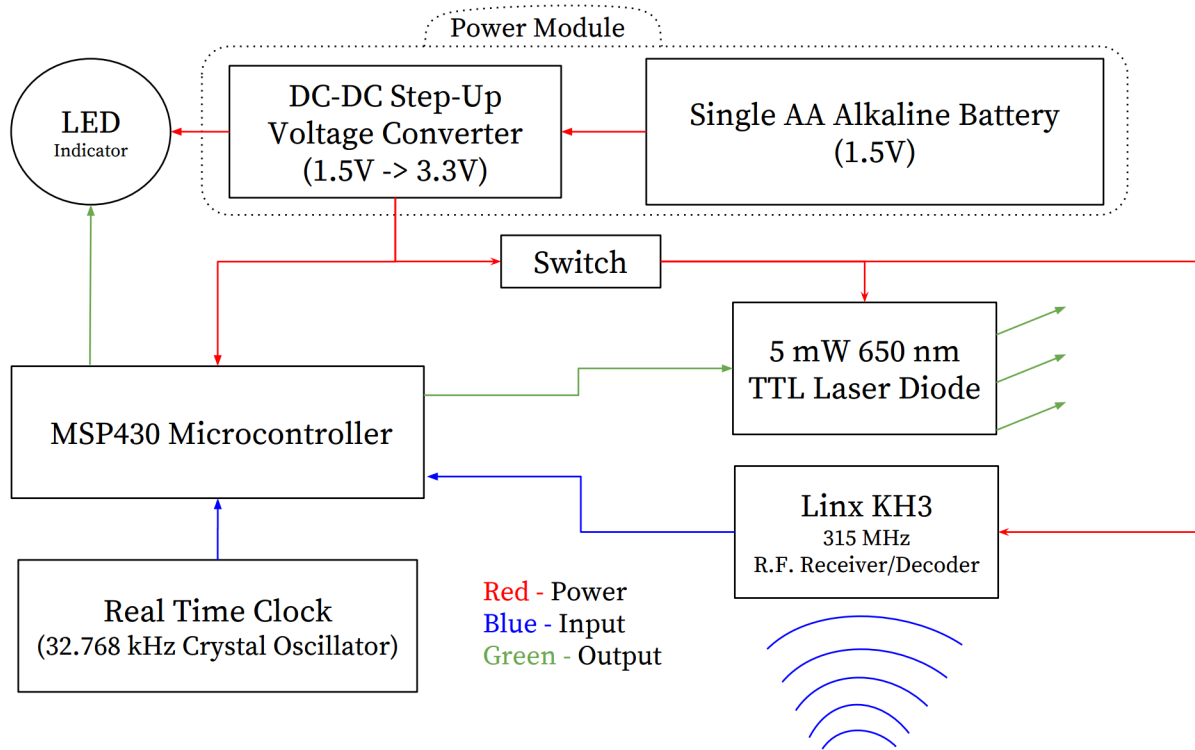 Power Module
LED
Indicator
DC-DC Step-Up
Voltage Converter
(1.5V -> 3.3V)
Single AA Alkaline Battery
(1.5V)
Switch
5 mW 650 nm
TTL Laser Diode
MSP430 Microcontroller
Linx KH3
315 MHz
R.F. Receiver/Decoder
Real Time Clock
(32.768 kHz Crystal Oscillator)
Red - Power
Blue - Input
Green - Output